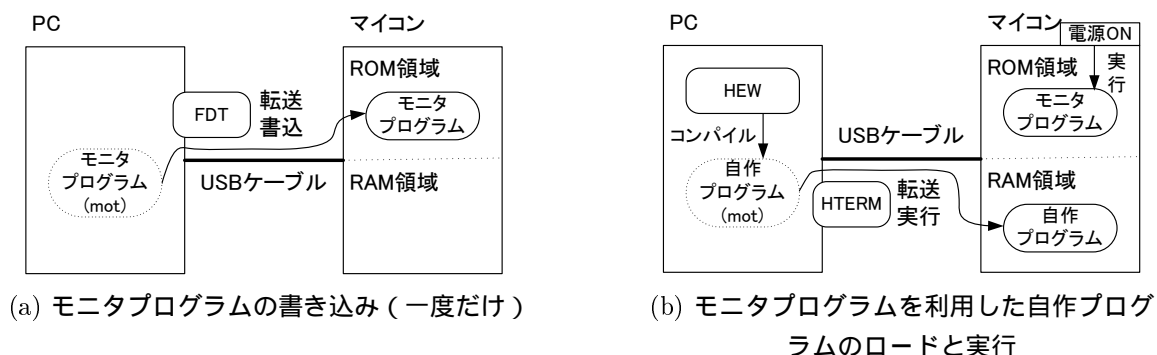 PC
マイコン
ROM領域
FDT
転送
書込
モニタ
プログラム
モニタ
プログラム
(mot)
USBケーブル
RAM領域
(a) モニタプログラムの書き込み(一度だけ)
PC
マイコン
電源ON
ROM領域
実
行
HEW
モニタ
プログラム
コンパイル
USBケーブル
自作
プログラム
(mot)
RAM領域
HTERM
転送
実行
自作
プログラム
(b) モニタプログラムを利用した自作プログ
ラムのロードと実行